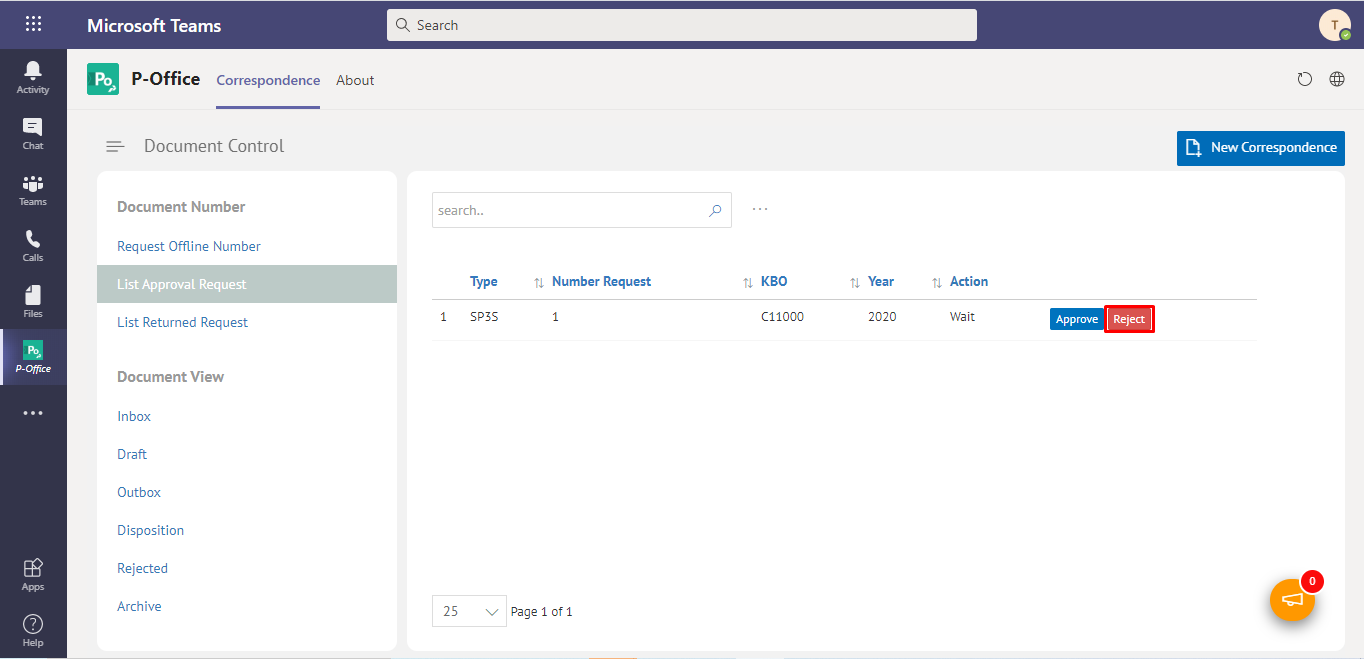 Microsoft Teams
Search
T
Activity
Chat
Teams
Calls
Files
Po
P-Office
Apps
Help
Po
P-Office
Correspondence
About
Document Control
New Correspondence
Document Number
Request Offline Number
List Approval Request
List Returned Request
Document View
Inbox
Draft
Outbox
Disposition
Rejected
Archive
search..
Type Number Request KBO Year Action
1 SP3S 1 C11000 2020 Wait Approve Reject
25 Page 1 of 1
0